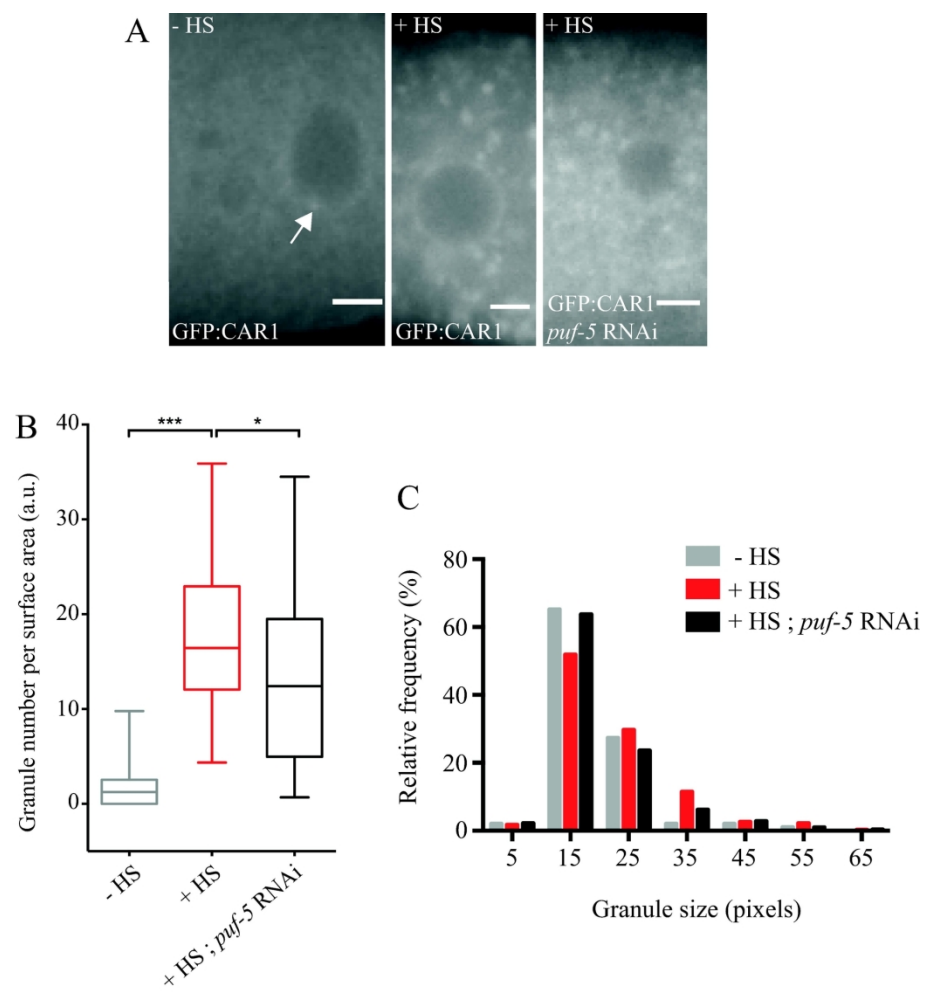 A
- HS
+ HS
+ HS
GFP:CAR1
GFP:CAR1
GFP:CAR1
puf-5 RNAi
B
Granule number per surface area (a.u.)
40
30
20
10
0
***
*
- HS
+ HS
+ HS ; puf-5 RNAi
C
Relative frequency (%)
80
60
40
20
0
- HS
+ HS
+ HS ; puf-5 RNAi
5 15 25 35 45 55 65
Granule size (pixels)